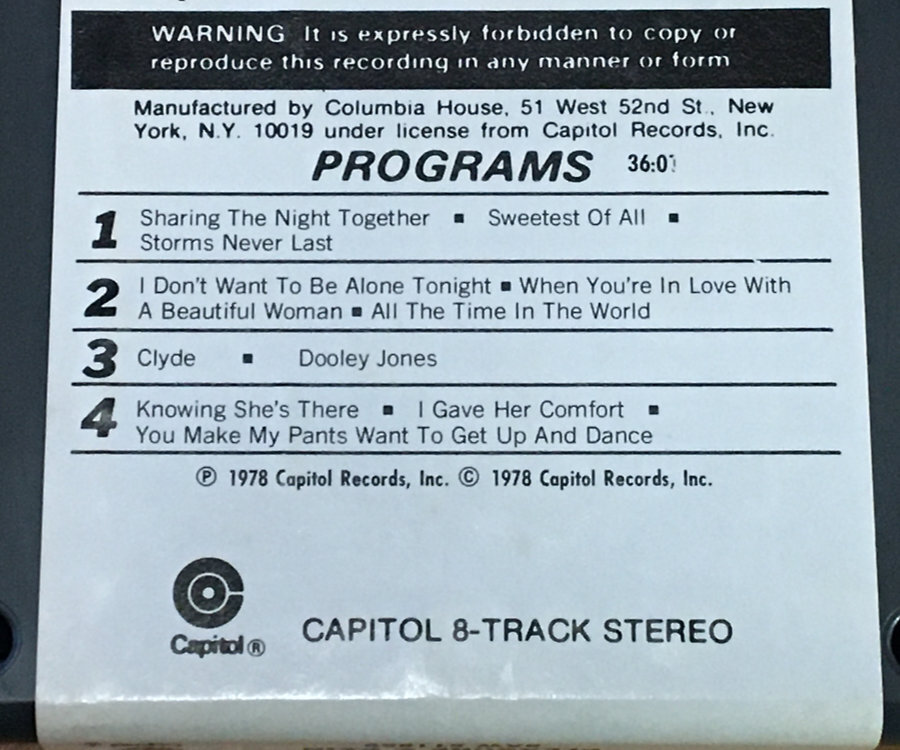 WARNING It is expressly forbidden to copy or
reproduce this recording in any manner or form
Manufactured by Columbia House, 51 West 52nd St., New
York, N.Y. 10019 under license from Capitol Records, Inc.
PROGRAMS
1 Sharing The Night Together ▪ Sweetest Of All ▪
Storms Never Last
2 I Don't Want To Be Alone Tonight ▪ When You're In Love With
A Beautiful Woman ▪ All The Time In The World
3 Clyde ▪ Dooley Jones
4 Knowing She's There ▪ I Gave Her Comfort ▪
You Make My Pants Want To Get Up And Dance
℗ 1978 Capitol Records, Inc. © 1978 Capitol Records, Inc.
Capitol® CAPITOL 8-TRACK STEREO